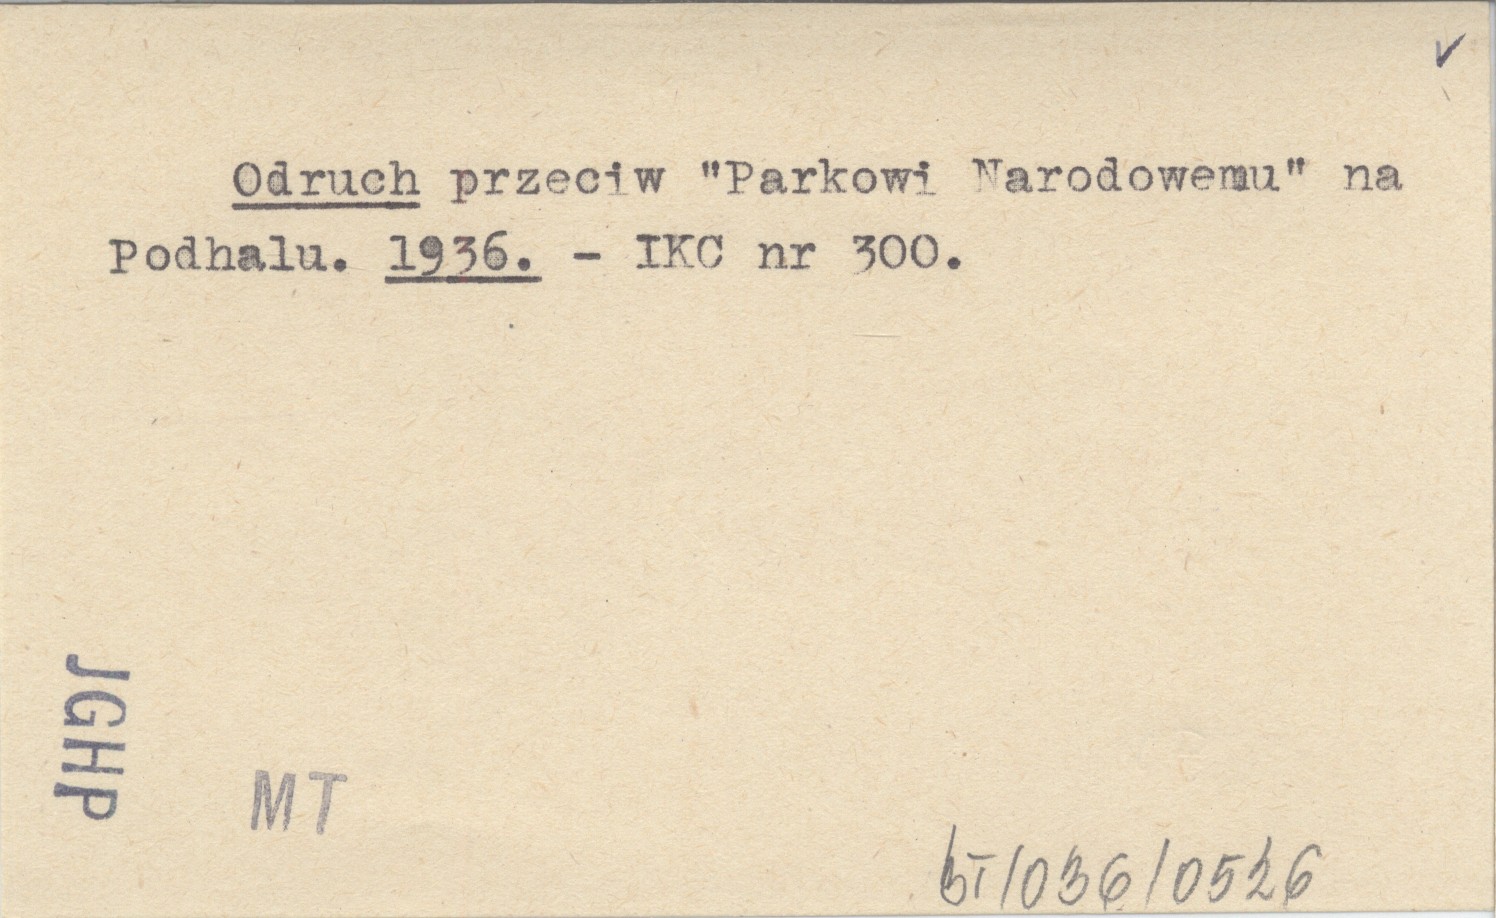 Odruch przeciw "Parkowi Narodowemu" na
Podhalu. 1936. - IKC nr 300.
JGHP
MT
bT/036/0526